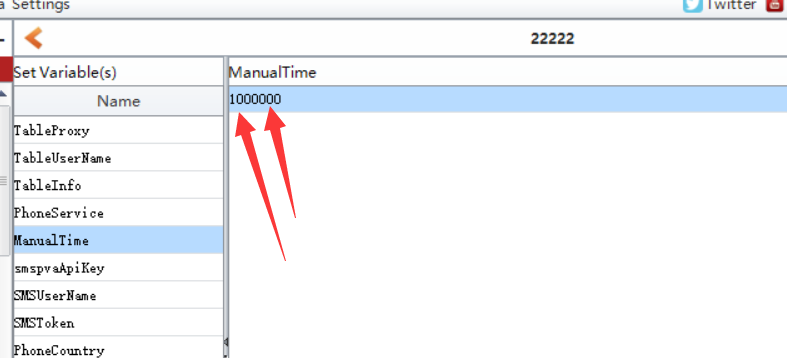 a Settings
Twitter
22222
Set Variable(s)
ManualTime
Name
1000000
TableProxy
TableUserName
TableInfo
PhoneService
ManualTime
smspvaApiKey
SMSUserName
SMSToken
PhoneCountry